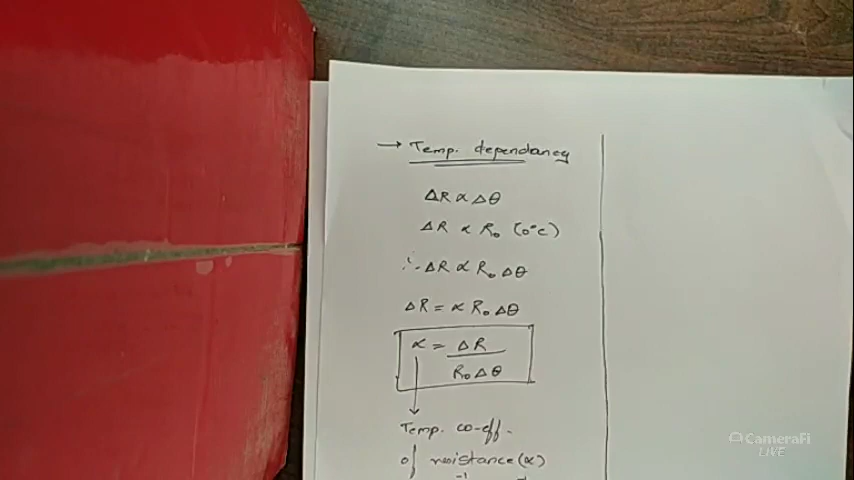 → Temp. dependancy
ΔR ∝ Δθ
ΔR ∝ R₀ (0°C)
∴ ΔR ∝ R₀ Δθ
ΔR = ∝ R₀ Δθ
∝ = ΔR / R₀ Δθ
Temp. co-eff.
of resistance (∝)
CameraFi
LIVE